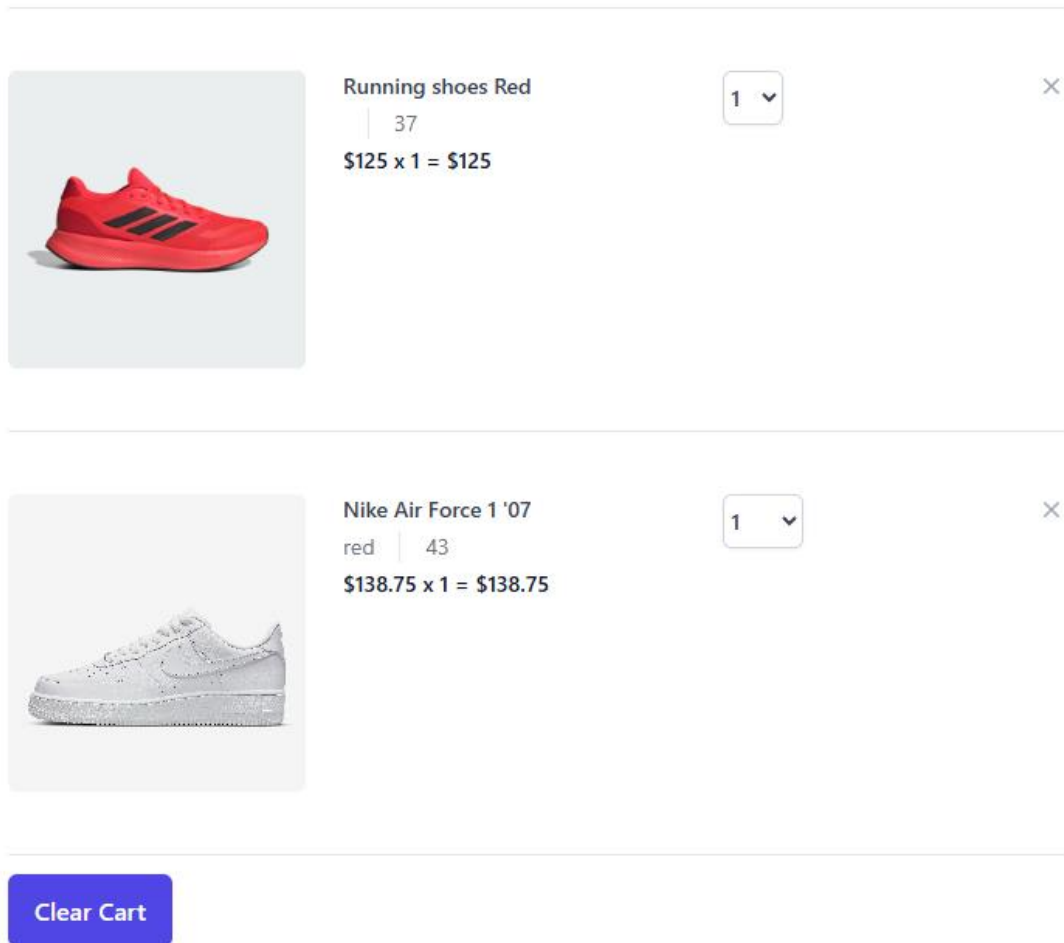 Running shoes Red
37
$125 x 1 = $125
1
Nike Air Force 1 '07
red 43
$138.75 x 1 = $138.75
1
Clear Cart